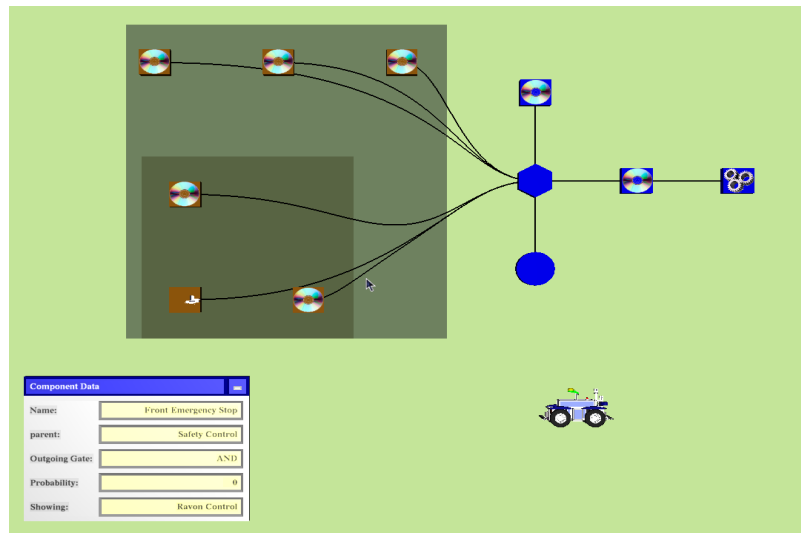 Component Data
Name: Front Emergency Stop
parent: Safety Control
Outgoing Gate: AND
Probability: 0
Showing: Ravon Control